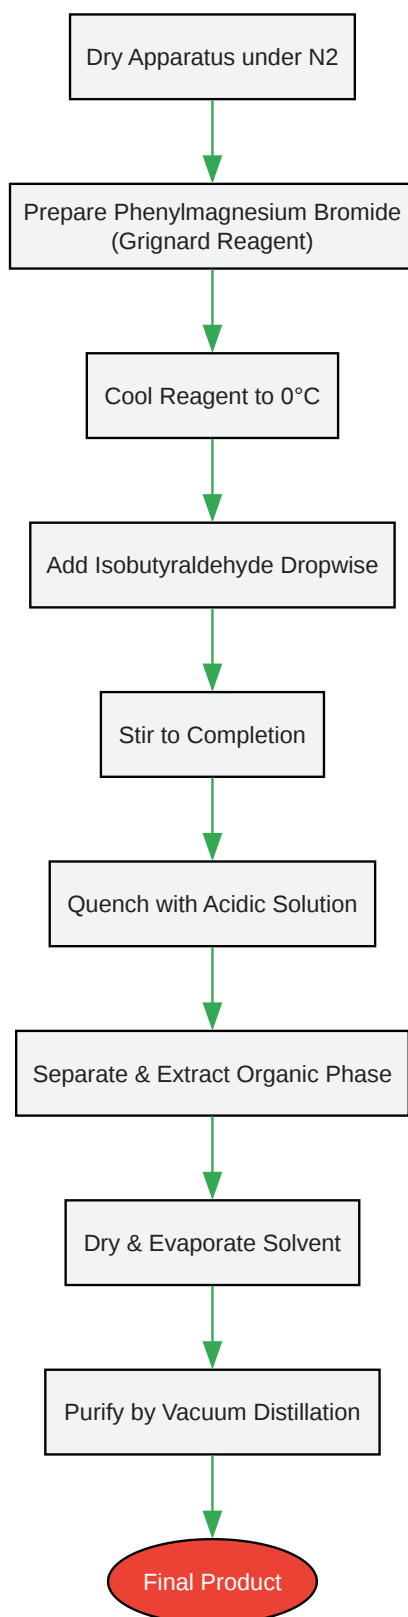 Dry Apparatus under N2
Prepare Phenylmagnesium Bromide
(Grignard Reagent)
Cool Reagent to 0°C
Add Isobutyraldehyde Dropwise
Stir to Completion
Quench with Acidic Solution
Separate & Extract Organic Phase
Dry & Evaporate Solvent
Purify by Vacuum Distillation
Final Product